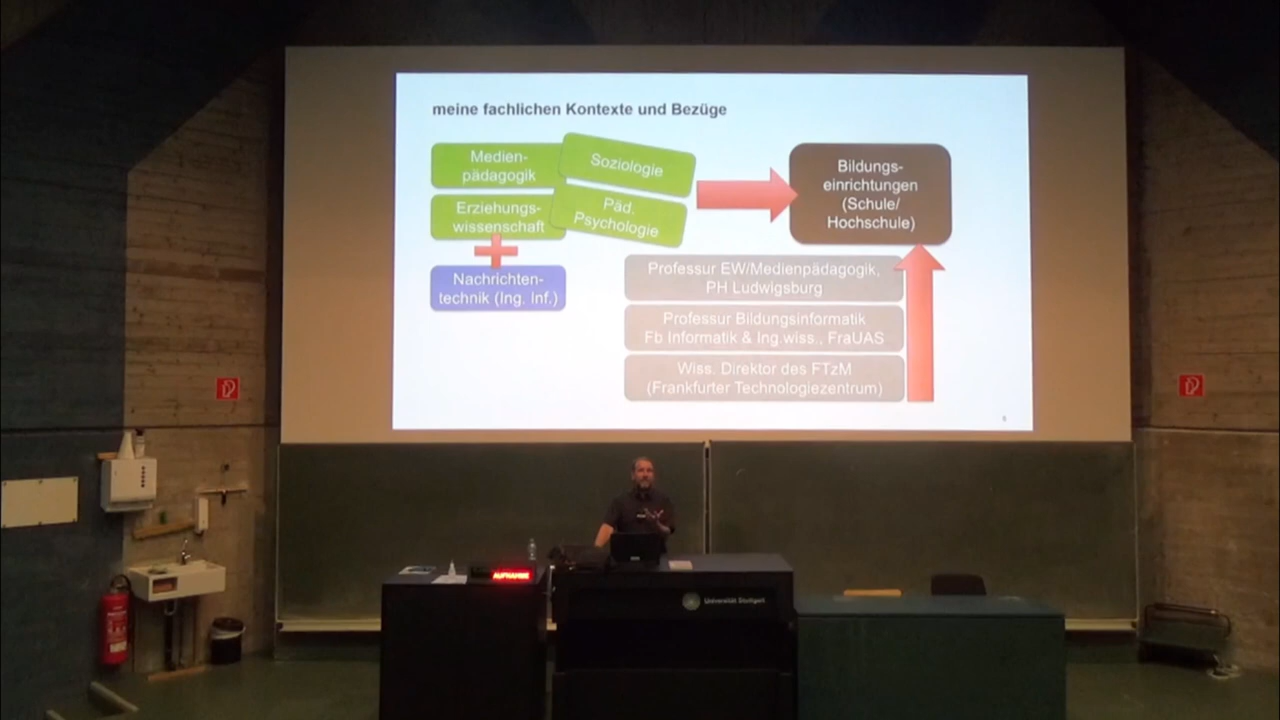 meine fachlichen Kontexte und Bezüge
Medien-
pädagogik
Soziologie
Erziehungs-
wissenschaft
Päd.
Psychologie
Nachrichten-
technik (Ing. Inf.)
Bildungs-
einrichtungen
(Schule/
Hochschule)
Professur EW/Medienpädagogik,
PH Ludwigsburg
Professur Bildungsinformatik
Fb Informatik & Ing.wiss., FraUAS
Wiss. Direktor des FTzM
(Frankfurter Technologiezentrum)
AUFNAHME
Universität Stuttgart